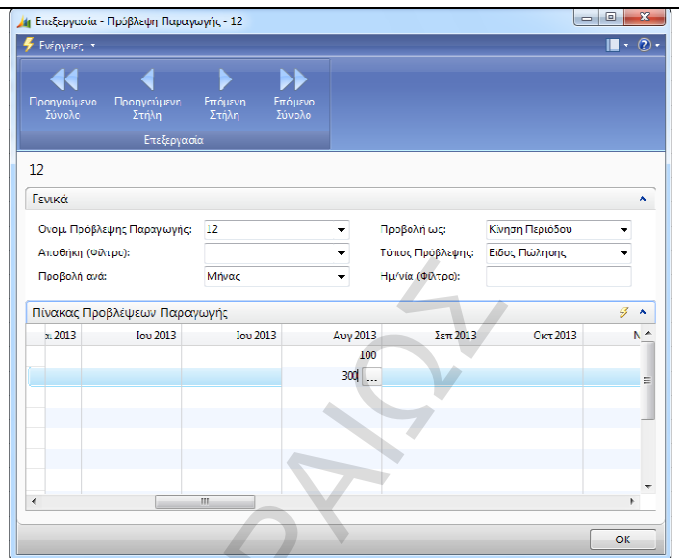 Επεξεργασία - Πρόβλεψη Παραγωγής - 12
Ενέργειες
Προηγούμενο Σύνολο
Προηγούμενη Στήλη
Επόμενη Στήλη
Επόμενο Σύνολο
Επεξεργασία
12
Γενικά
Ονομ. Πρόβλεψης Παραγωγής: 12 Προβολή ως: Κίνηση Περιόδου
Αποθήκη (Φίλτρο): Τύπος Πρόβλεψης: Είδος Πώλησης
Προβολή ανά: Μήνας Ημ/νία (Φίλτρο):
Πίνακας Προβλέψεων Παραγωγής
2013 Ιου 2013 Ιου 2013 Αυγ 2013 Σεπ 2013 Οκτ 2013 Ν
100
300 ...
ΡΑΙΩΣ
OK